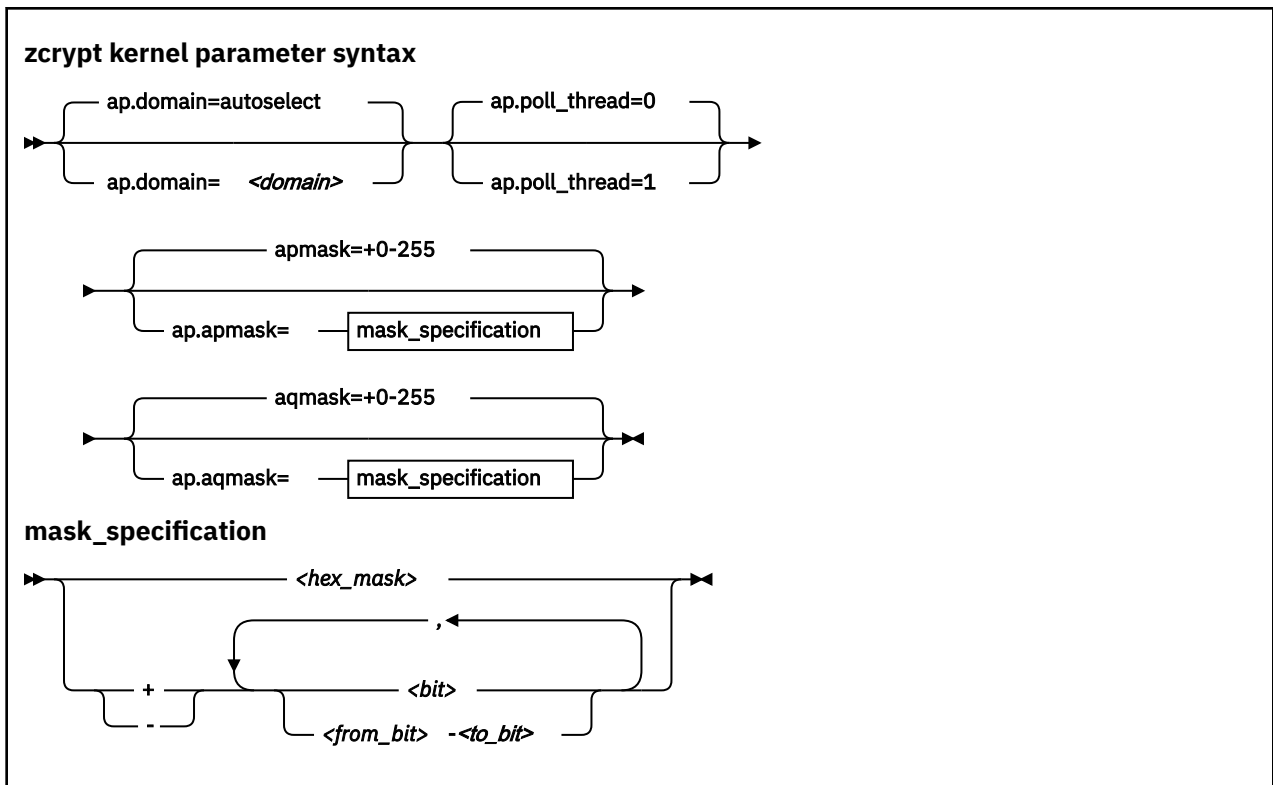 zcrypt kernel parameter syntax
ap.domain=autoselect ap.poll_thread=0
ap.domain= <domain> ap.poll_thread=1
apmask=+0-255
ap.apmask= mask_specification
aqmask=+0-255
ap.aqmask= mask_specification
mask_specification
<hex_mask>
,
+ <bit>
- <from_bit> -<to_bit>